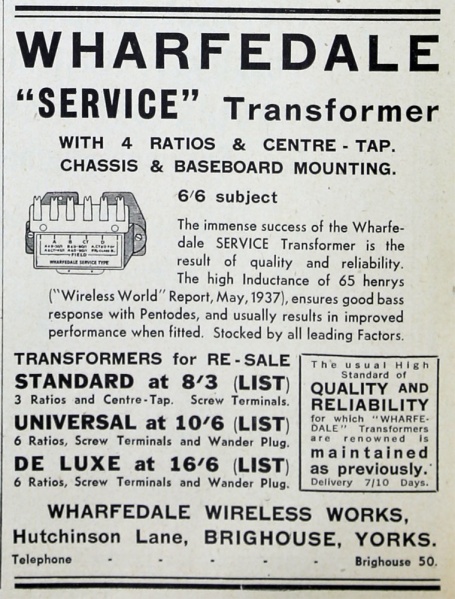 WHARFEDALE
"SERVICE" Transformer
WITH 4 RATIOS & CENTRE-TAP.
CHASSIS & BASEBOARD MOUNTING.
6/6 subject
The immense success of the Wharfe-
dale SERVICE Transformer is the
result of quality and reliability.
The high Inductance of 65 henrys
("Wireless World" Report, May, 1937), ensures good bass
response with Pentodes, and usually results in improved
performance when fitted. Stocked by all leading Factors.
A B CT D
FIELD
WHARFEDALE SERVICE TYPE
TRANSFORMERS for RE-SALE
STANDARD at 8/3 (LIST)
3 Ratios and Centre-Tap. Screw Terminals.
UNIVERSAL at 10/6 (LIST)
6 Ratios, Screw Terminals and Wander Plug.
DE LUXE at 16/6 (LIST)
6 Ratios, Screw Terminals and Wander Plug.
The usual High
Standard of
QUALITY AND
RELIABILITY
for which "WHARFE-
DALE" Transformers
are renowned is
maintained
as previously.
Delivery 7/10 Days.
WHARFEDALE WIRELESS WORKS,
Hutchinson Lane, BRIGHOUSE, YORKS.
Telephone - - - - - Brighouse 50.